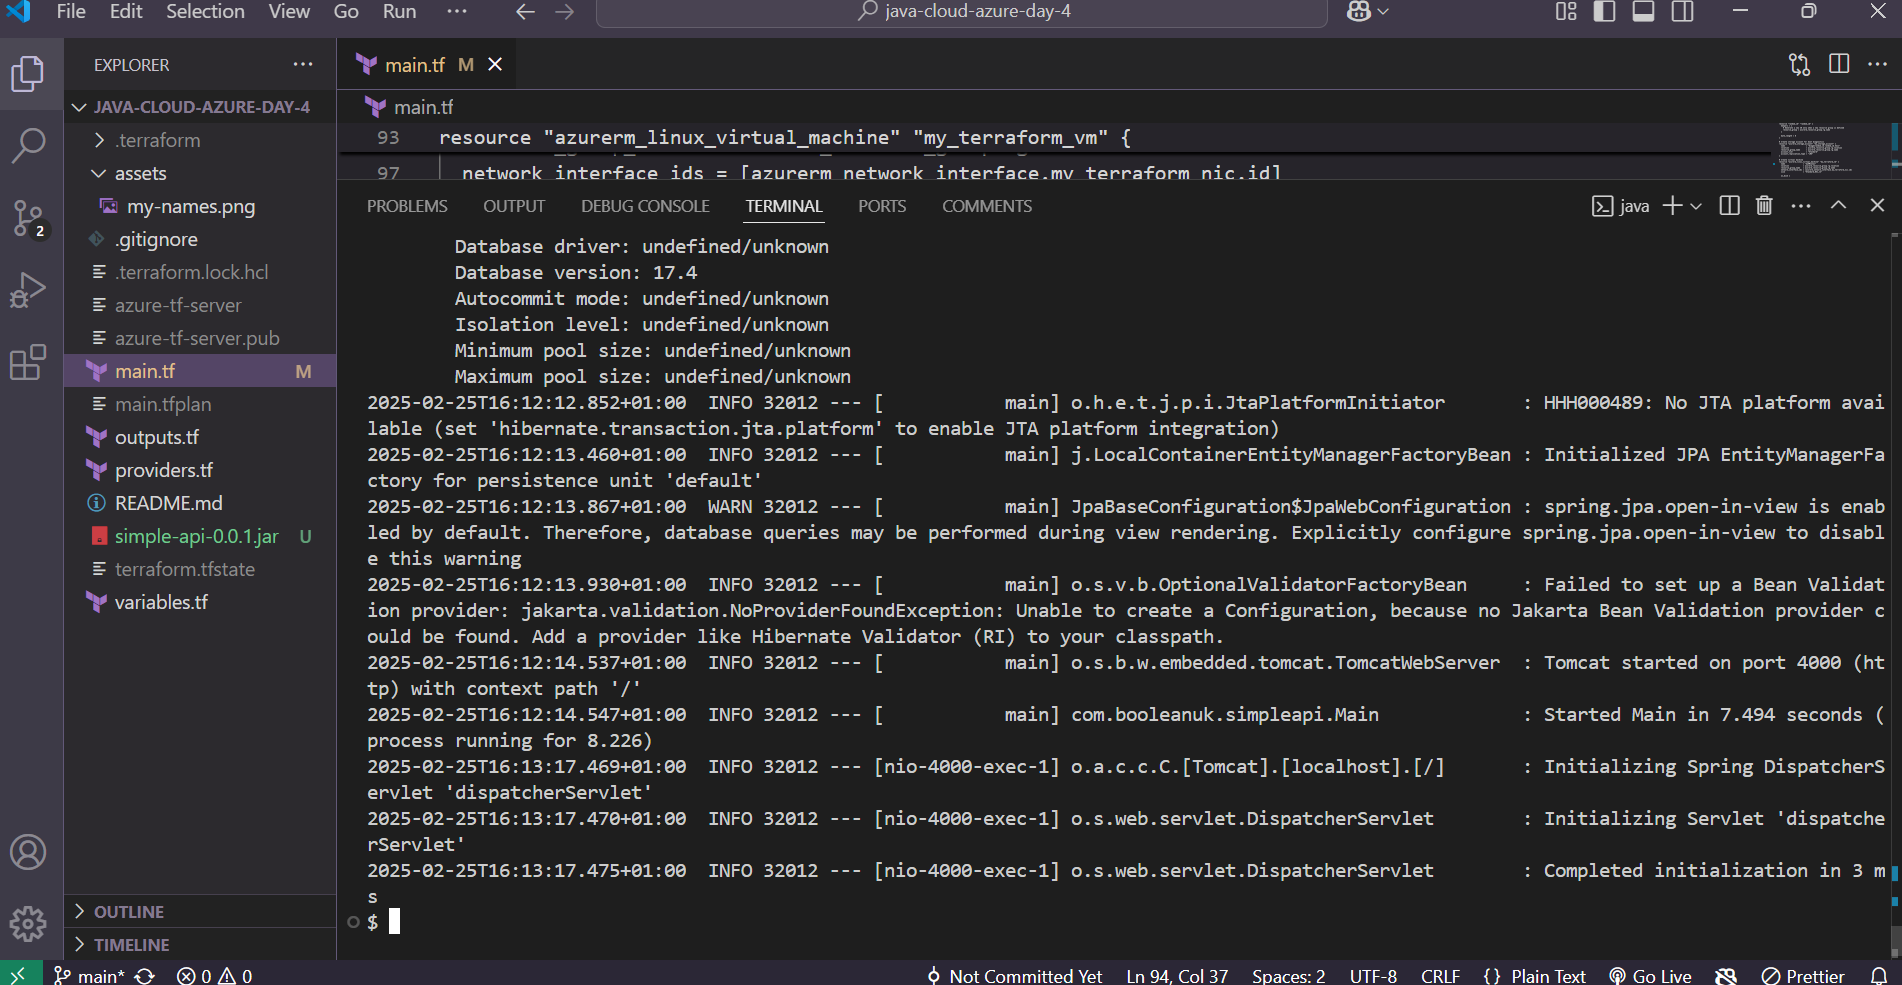 File Edit Selection View Go Run ··· java-cloud-azure-day-4
EXPLORER
main.tf M
JAVA-CLOUD-AZURE-DAY-4
.terraform
assets
my-names.png
.gitignore
.terraform.lock.hcl
azure-tf-server
azure-tf-server.pub
main.tf M
main.tfplan
outputs.tf
providers.tf
README.md
simple-api-0.0.1.jar U
terraform.tfstate
variables.tf
OUTLINE
TIMELINE
2
main.tf
93 resource "azurerm_linux_virtual_machine" "my_terraform_vm" {
97 network_interface_ids = [azurerm_network_interface.my_terraform_nic.id]
PROBLEMS OUTPUT DEBUG CONSOLE TERMINAL PORTS COMMENTS java
Database driver: undefined/unknown
Database version: 17.4
Autocommit mode: undefined/unknown
Isolation level: undefined/unknown
Minimum pool size: undefined/unknown
Maximum pool size: undefined/unknown
2025-02-25T16:12:12.852+01:00  INFO 32012 --- [           main] o.h.e.t.j.p.i.JtaPlatformInitiator       : HHH000489: No JTA platform avai
lable (set 'hibernate.transaction.jta.platform' to enable JTA platform integration)
2025-02-25T16:12:13.460+01:00  INFO 32012 --- [           main] j.LocalContainerEntityManagerFactoryBean : Initialized JPA EntityManagerFa
ctory for persistence unit 'default'
2025-02-25T16:12:13.867+01:00  WARN 32012 --- [           main] JpaBaseConfiguration$JpaWebConfiguration : spring.jpa.open-in-view is enab
led by default. Therefore, database queries may be performed during view rendering. Explicitly configure spring.jpa.open-in-view to disabl
e this warning
2025-02-25T16:12:13.930+01:00  INFO 32012 --- [           main] o.s.v.b.OptionalValidatorFactoryBean     : Failed to set up a Bean Validat
ion provider: jakarta.validation.NoProviderFoundException: Unable to create a Configuration, because no Jakarta Bean Validation provider c
ould be found. Add a provider like Hibernate Validator (RI) to your classpath.
2025-02-25T16:12:14.537+01:00  INFO 32012 --- [           main] o.s.b.w.embedded.tomcat.TomcatWebServer  : Tomcat started on port 4000 (ht
tp) with context path '/'
2025-02-25T16:12:14.547+01:00  INFO 32012 --- [           main] com.booleanuk.simpleapi.Main             : Started Main in 7.494 seconds (
process running for 8.226)
2025-02-25T16:13:17.469+01:00  INFO 32012 --- [nio-4000-exec-1] o.a.c.c.C.[Tomcat].[localhost].[/]       : Initializing Spring DispatcherS
ervlet 'dispatcherServlet'
2025-02-25T16:13:17.470+01:00  INFO 32012 --- [nio-4000-exec-1] o.s.web.servlet.DispatcherServlet        : Initializing Servlet 'dispatche
rServlet'
2025-02-25T16:13:17.475+01:00  INFO 32012 --- [nio-4000-exec-1] o.s.web.servlet.DispatcherServlet        : Completed initialization in 3 m
s
$
main* 0 0 Not Committed Yet Ln 94, Col 37 Spaces: 2 UTF-8 CRLF {} Plain Text Go Live Prettier